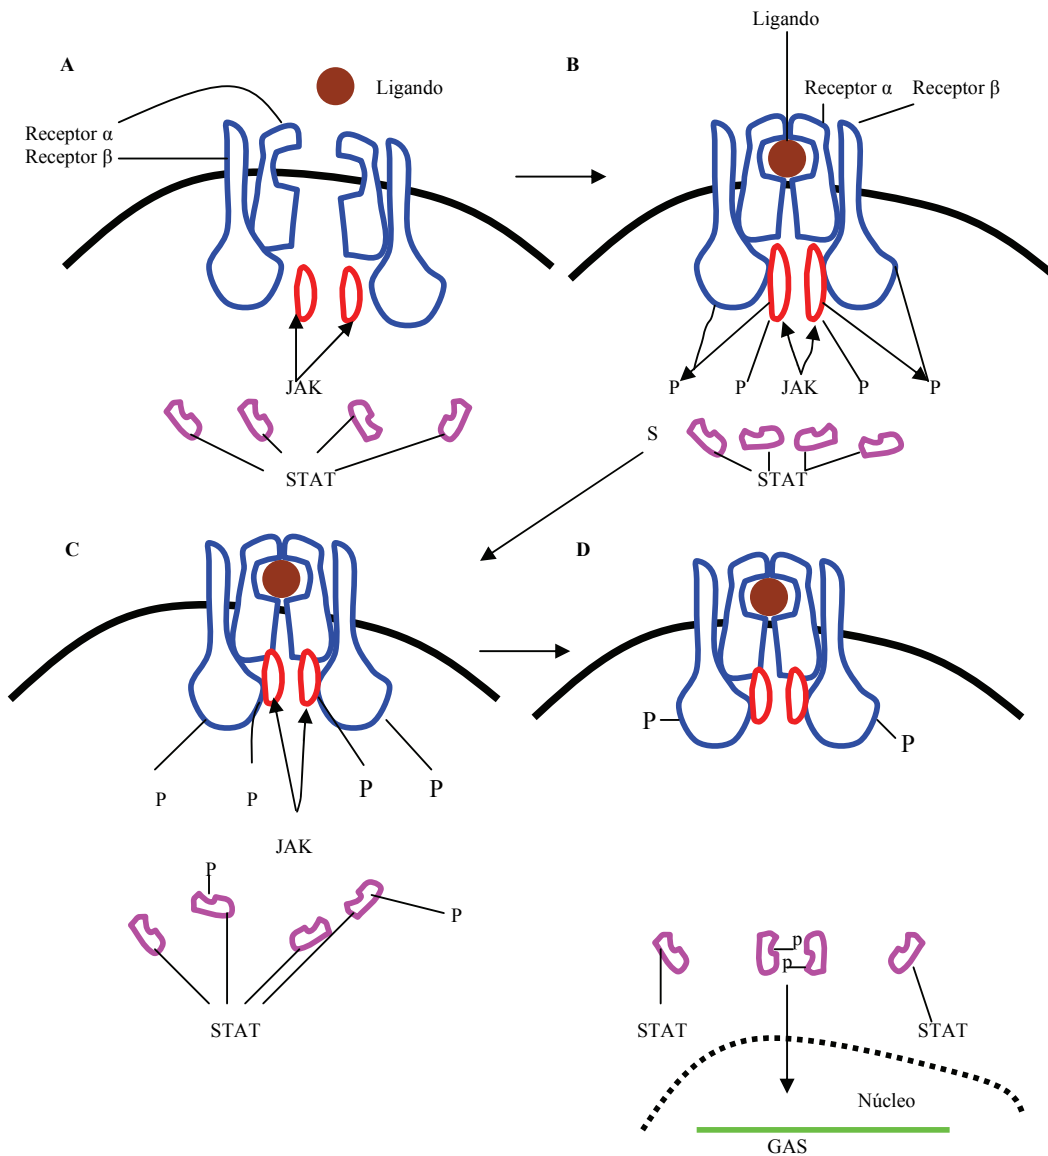 A
Ligando
Receptor α
Receptor β
JAK
STAT
Ligando
B
Receptor α
Receptor β
P
P
JAK
P
P
S
STAT
C
P
P
P
P
JAK
P
P
STAT
D
P
P
p
p
STAT
STAT
Núcleo
GAS